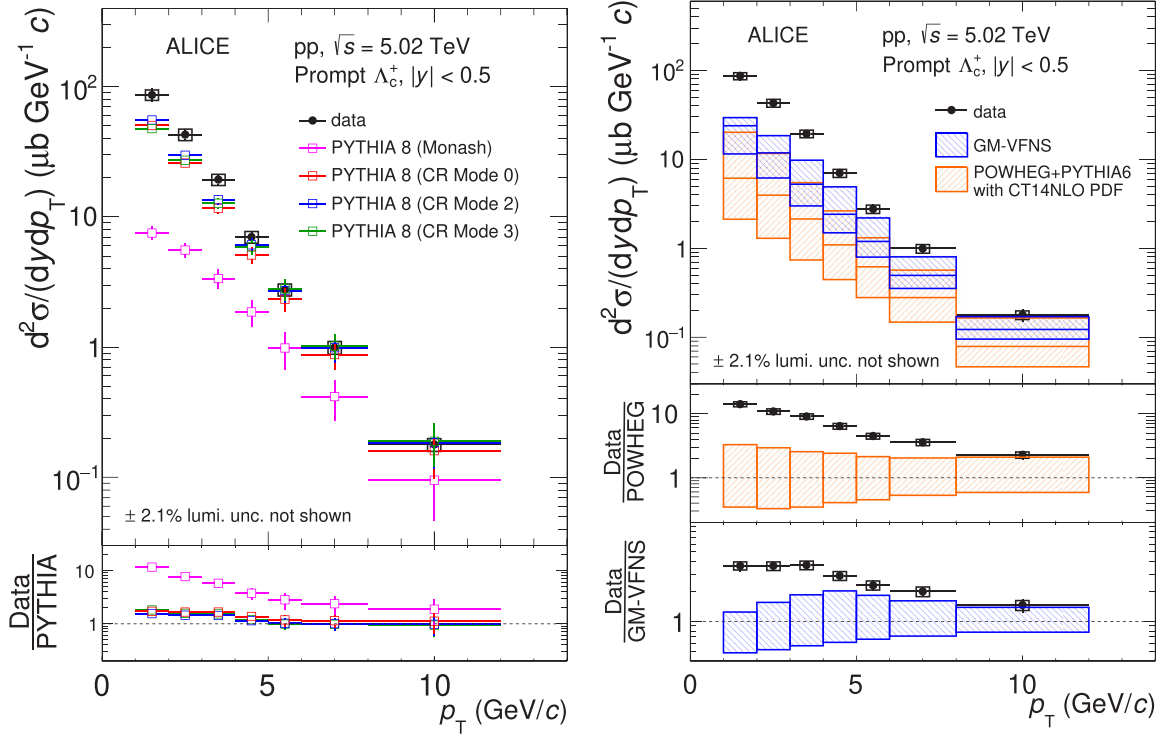 ALICE
pp, √s = 5.02 TeV
Prompt Λc+, |y| < 0.5
data
PYTHIA 8 (Monash)
PYTHIA 8 (CR Mode 0)
PYTHIA 8 (CR Mode 2)
PYTHIA 8 (CR Mode 3)
d²σ/(dydpT) (μb GeV⁻¹ c)
10²
10
1
10⁻¹
± 2.1% lumi. unc. not shown
Data
PYTHIA
10
1
0
5
10
pT (GeV/c)
ALICE
pp, √s = 5.02 TeV
Prompt Λc+, |y| < 0.5
data
GM-VFNS
POWHEG+PYTHIA6
with CT14NLO PDF
d²σ/(dydpT) (μb GeV⁻¹ c)
10²
10
1
10⁻¹
± 2.1% lumi. unc. not shown
Data
POWHEG
10
1
Data
GM-VFNS
1
0
5
10
pT (GeV/c)